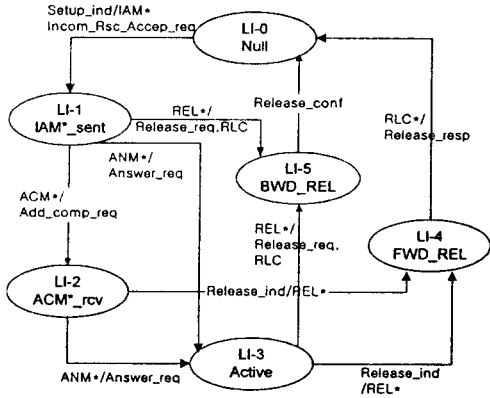 Setup_ind/IAM*
Incom_Rsc_Accep_req
LI-0
Null
LI-1
IAM*_sent
REL*/
Release_req.RLC
Release_conf
RLC*/
Release_resp
ANM*/
Answer_req
LI-5
BWD_REL
ACM*/
Add_comp_req
REL*/
Release_req.
RLC
LI-4
FWD_REL
LI-2
ACM*_rcv
Release_ind/REL*
LI-3
Active
ANM*/Answer_req
Release_ind
/REL*